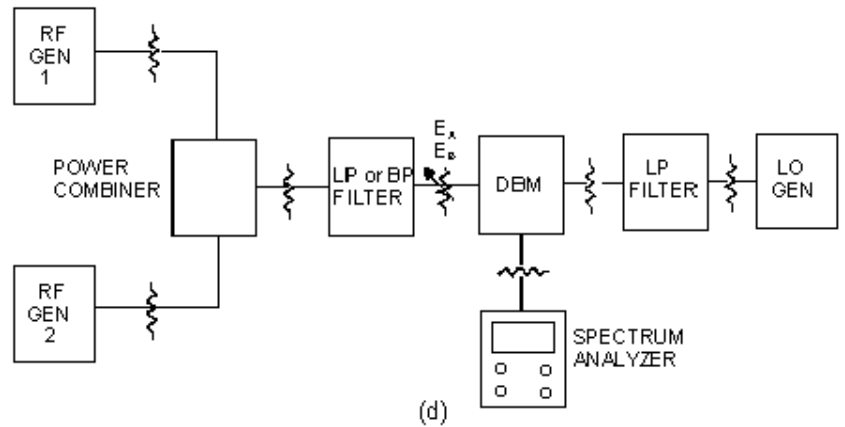 RF
GEN
1
POWER
COMBINER
RF
GEN
2
LP or BP
FILTER
EA
EB
DBM
LP
FILTER
LO
GEN
SPECTRUM
ANALYZER
(d)